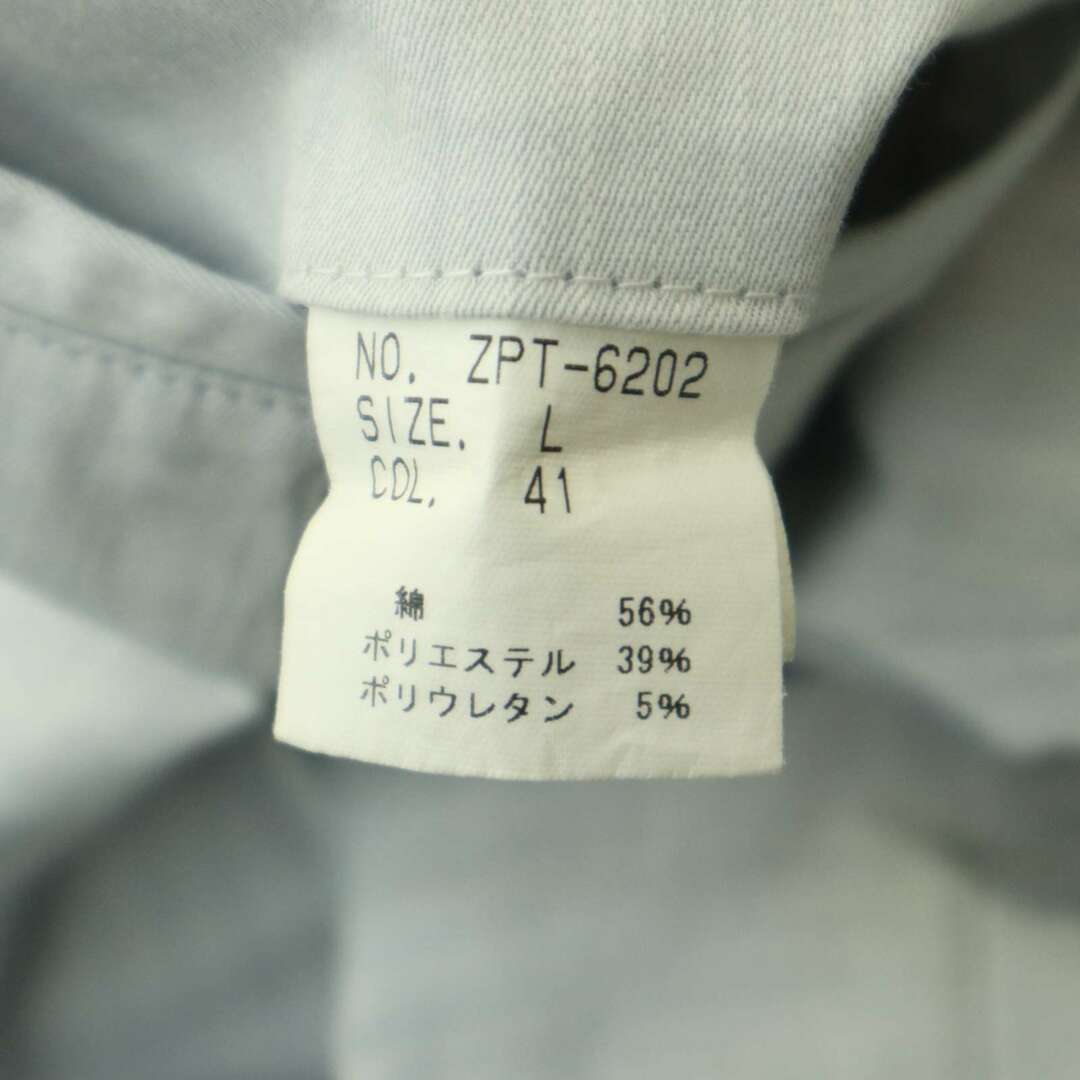 NO. ZPT-6202
SIZE. L
COL. 41
綿 56%
ポリエステル 39%
ポリウレタン 5%